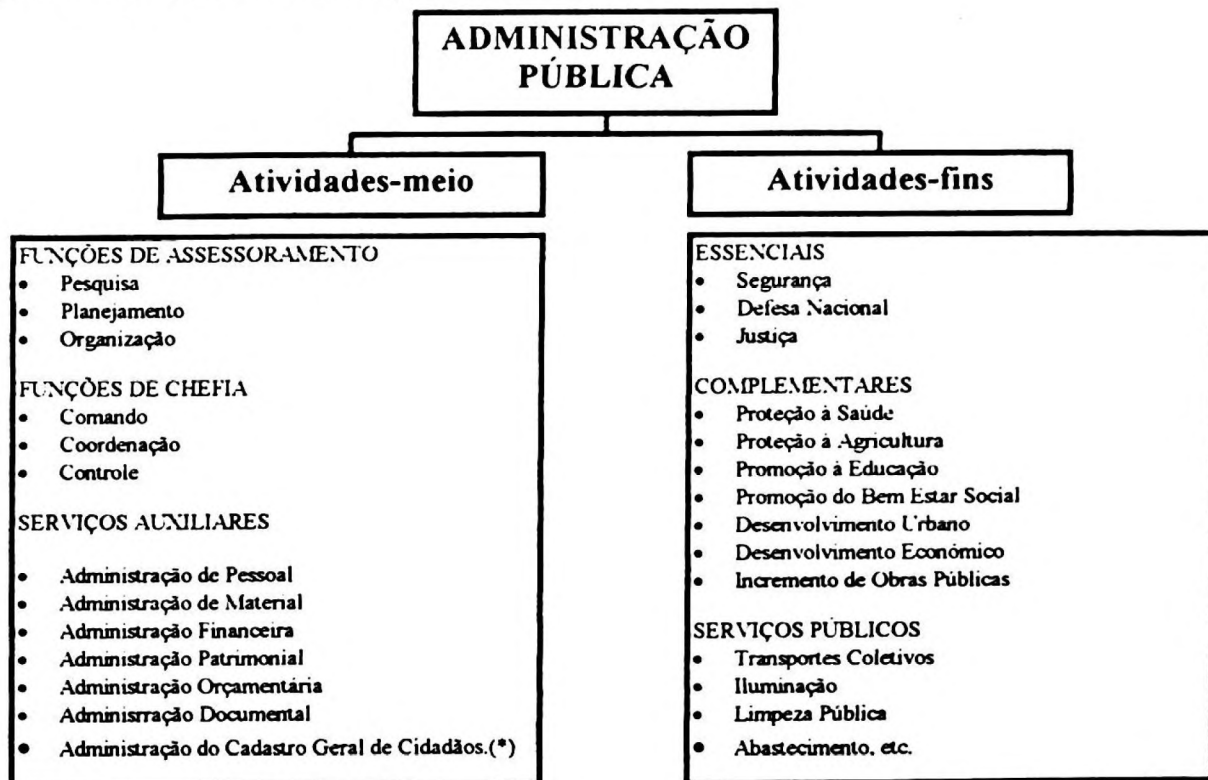 ADMINISTRAÇÃO
PÚBLICA
Atividades-meio
FUNÇÕES DE ASSESSORAMENTO
• Pesquisa
• Planejamento
• Organização
FUNÇÕES DE CHEFIA
• Comando
• Coordenação
• Controle
SERVIÇOS AUXILIARES
• Administração de Pessoal
• Administração de Material
• Administração Financeira
• Administração Patrimonial
• Administração Orçamentária
• Adminisrração Documental
• Administração do Cadastro Geral de Cidadãos.(*)
Atividades-fins
ESSENCIAIS
• Segurança
• Defesa Nacional
• Justiça
COMPLEMENTARES
• Proteção à Saúde
• Proteção à Agricultura
• Promoção à Educação
• Promoção do Bem Estar Social
• Desenvolvimento Urbano
• Desenvolvimento Econômico
• Incremento de Obras Públicas
SERVIÇOS PÚBLICOS
• Transportes Coletivos
• Iluminação
• Limpeza Pública
• Abastecimento, etc.